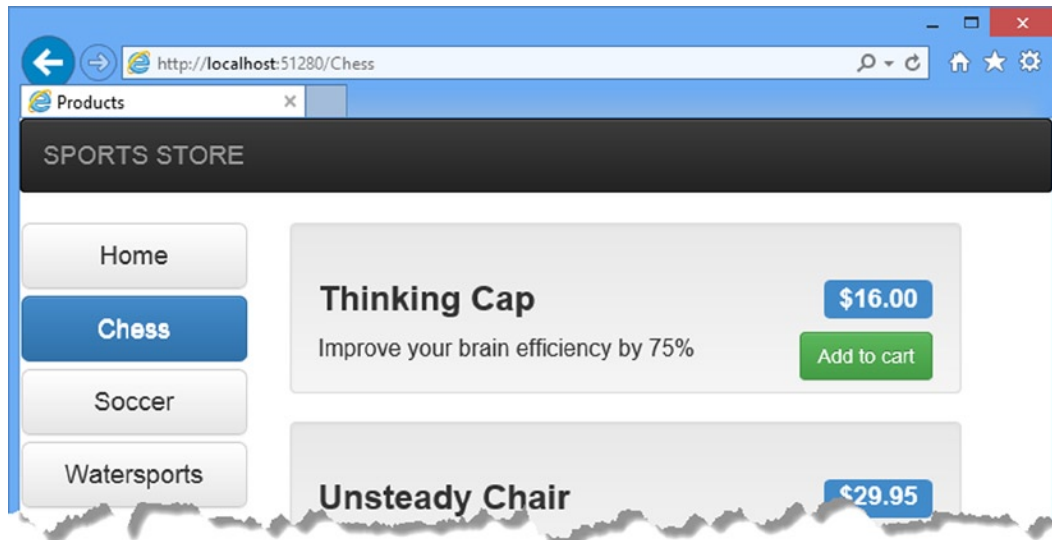 http://localhost:51280/Chess
Products
SPORTS STORE
Home
Chess
Soccer
Watersports
Thinking Cap
$16.00
Improve your brain efficiency by 75%
Add to cart
Unsteady Chair
$29.95